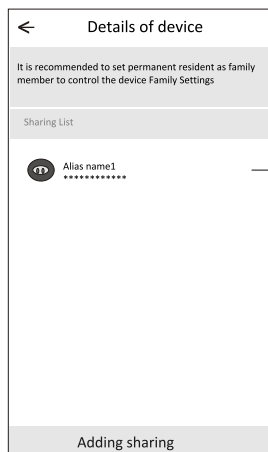 Details of device
It is recommended to set permanent resident as family
member to control the device Family Settings
Sharing List
Alias name1
************
Adding sharing